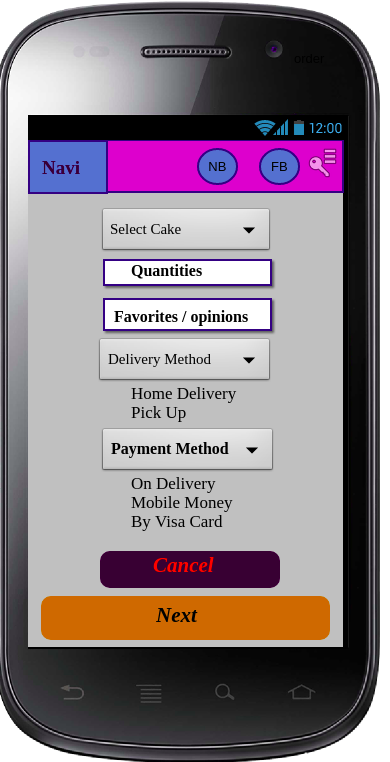 order
12:00
Navi
NB
FB
Select Cake
Quantities
Favorites / opinions
Delivery Method
Home Delivery
Pick Up
Payment Method
On Delivery
Mobile Money
By Visa Card
Cancel
Next